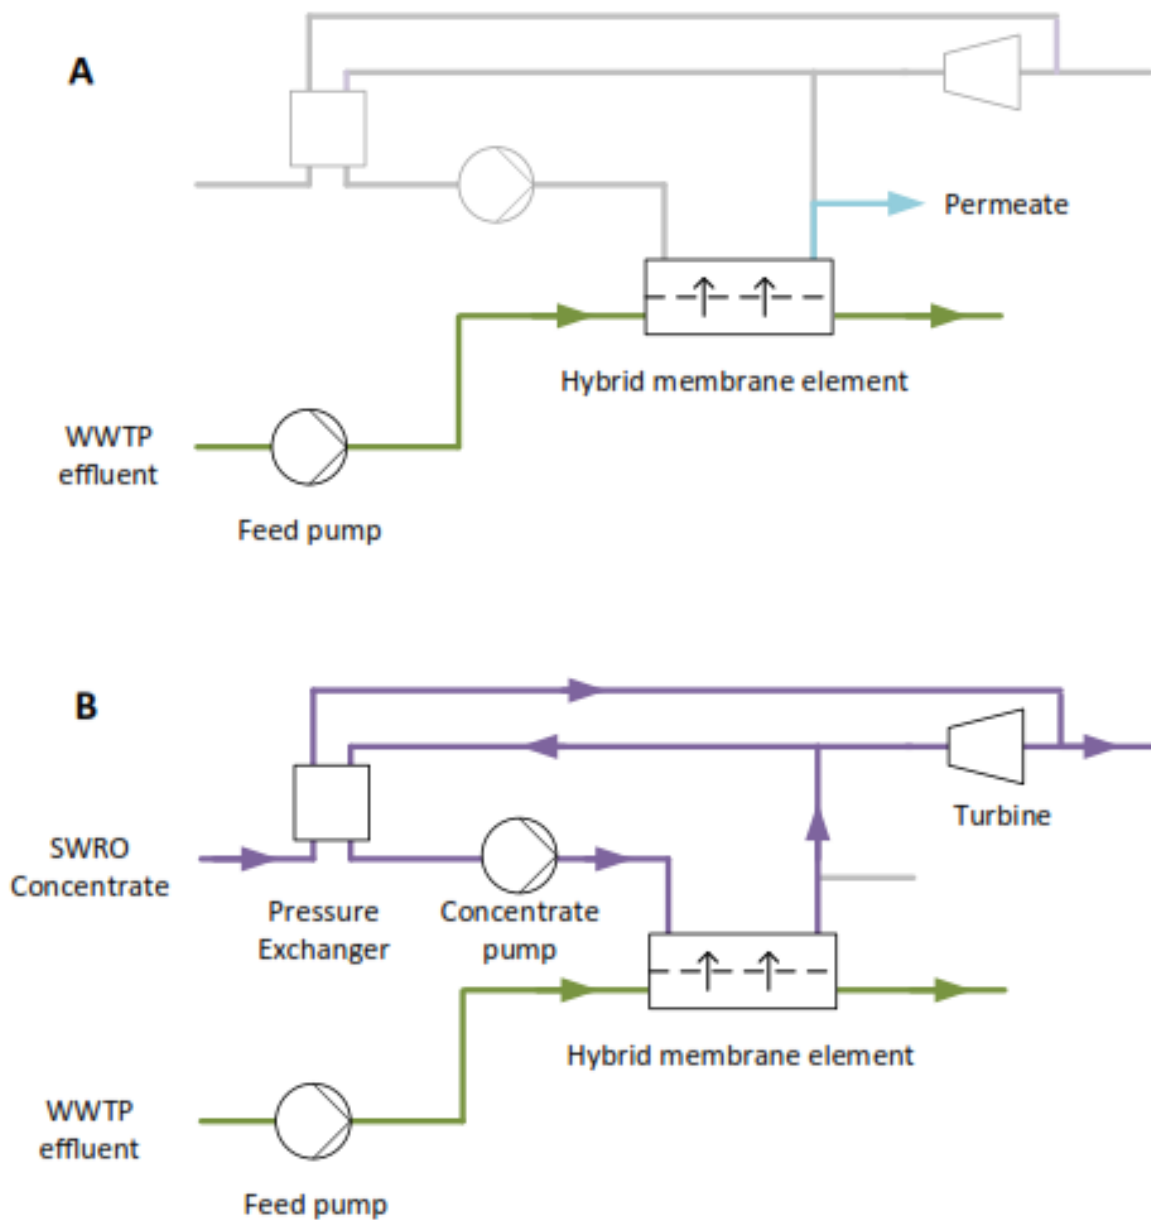 A
Permeate
Hybrid membrane element
WWTP
effluent
Feed pump
B
Turbine
SWRO
Concentrate
Pressure
Exchanger
Concentrate
pump
Hybrid membrane element
WWTP
effluent
Feed pump